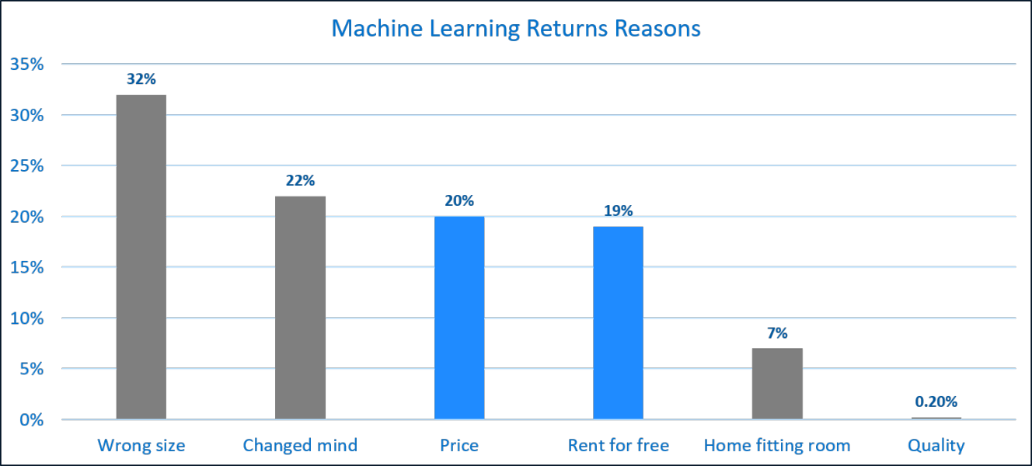 Machine Learning Returns Reasons
35%
30%
25%
20%
15%
10%
5%
0%
32%
22%
20%
19%
7%
0.20%
Wrong size
Changed mind
Price
Rent for free
Home fitting room
Quality